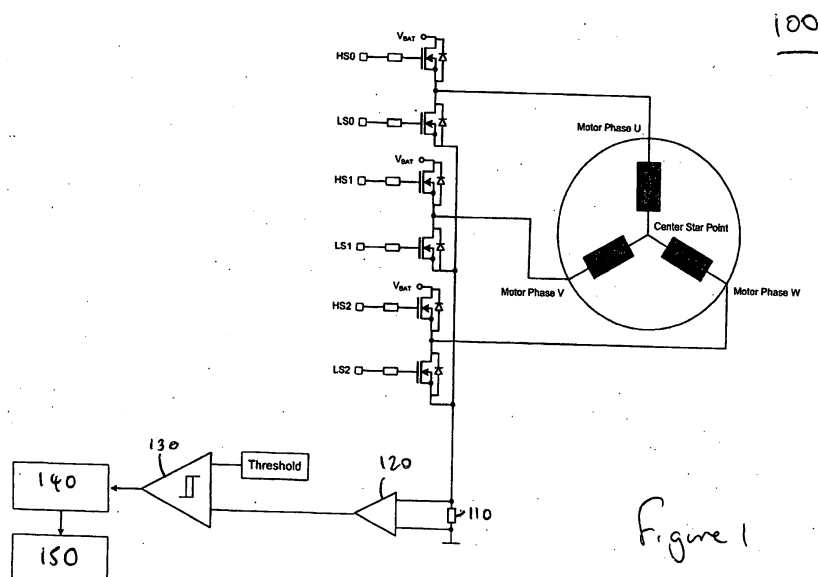 100
VBAT
HS0
LS0
Motor Phase U
VBAT
HS1
Center Star Point
LS1
Motor Phase V
Motor Phase W
VBAT
HS2
LS2
130
Threshold
120
140
110
150
Figure 1